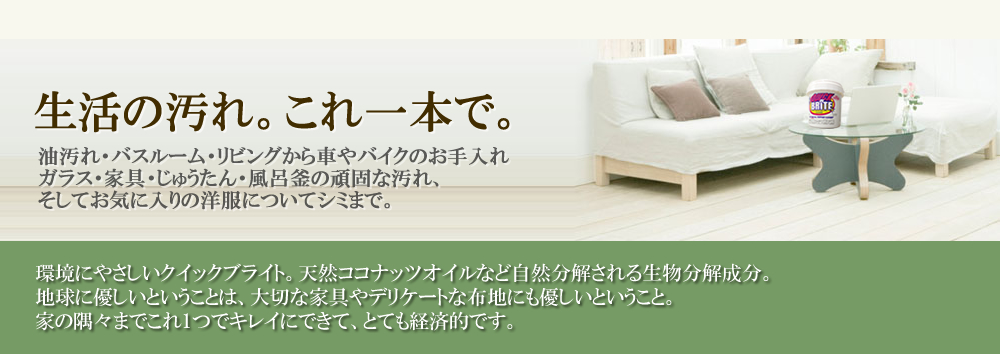 生活の汚れ。これ一本で。
油汚れ・バスルーム・リビングから車やバイクのお手入れ
ガラス・家具・じゅうたん・風呂釜の頑固な汚れ、
そしてお気に入りの洋服についてシミまで。
BRITE
環境にやさしいクイックブライト。天然ココナッツオイルなど自然分解される生物分解成分。
地球に優しいということは、大切な家具やデリケートな布地にも優しいということ。
家の隅々までこれ1つでキレイにできて、とても経済的です。